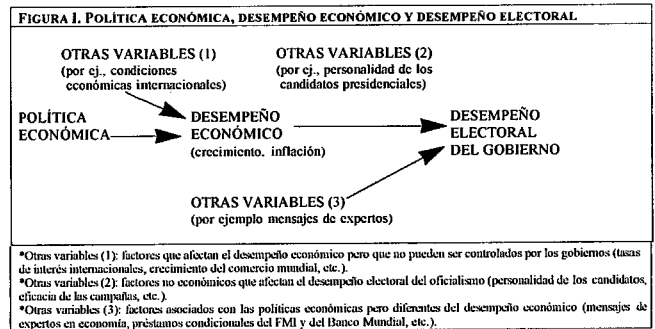 FIGURA I. POLÍTICA ECONÓMICA, DESEMPEÑO ECONÓMICO Y DESEMPEÑO ELECTORAL
OTRAS VARIABLES (1)
(por ej., condiciones
económicas internacionales)
OTRAS VARIABLES (2)
(por ej., personalidad de los
candidatos presidenciales)
POLÍTICA
ECONÓMICA
DESEMPEÑO
ECONÓMICO
(crecimiento. inflación)
DESEMPEÑO
ELECTORAL
DEL GOBIERNO
OTRAS VARIABLES (3)
(por ejemplo mensajes de expertos)
*Otras variables (1): factores que afectan el desempeño económico pero que no pueden ser controlados por los gobiernos (tasas
de interés internacionales, crecimiento del comercio mundial, etc.).
*Otras variables (2): factores no económicos que afectan el desempeño electoral del oficialismo (personalidad de los candidatos,
eficacia de las campañas, etc.).
*Otras variables (3): factores asociados con las políticas económicas pero diferentes del desempeño económico (mensajes de
expertos en economía, préstamos condicionales del FMI y del Banco Mundial, etc.).